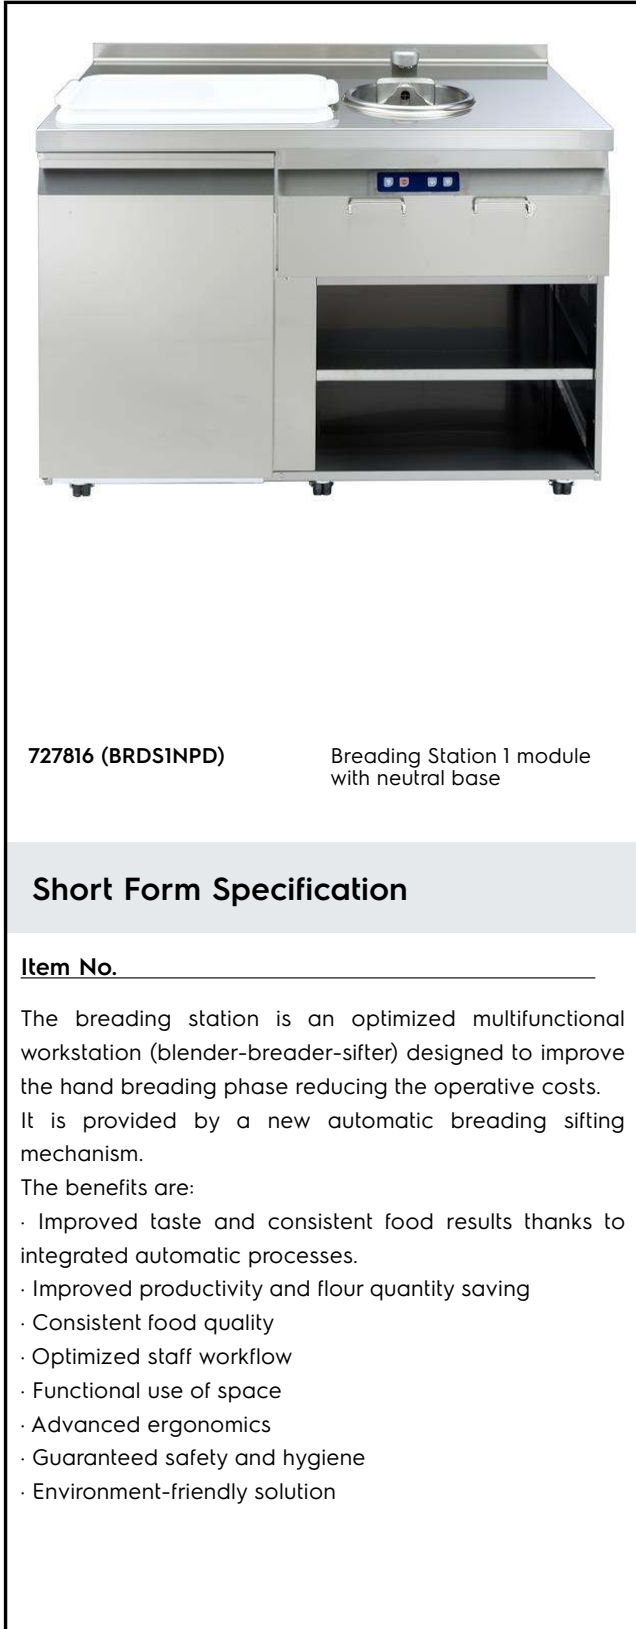 727816 (BRDS1NPD)
Breading Station 1 module
with neutral base
Short Form Specification
Item No.
The breading station is an optimized multifunctional
workstation (blender-breader-sifter) designed to improve
the hand breading phase reducing the operative costs.
It is provided by a new automatic breading sifting
mechanism.
The benefits are:
· Improved taste and consistent food results thanks to
integrated automatic processes.
· Improved productivity and flour quantity saving
· Consistent food quality
· Optimized staff workflow
· Functional use of space
· Advanced ergonomics
· Guaranteed safety and hygiene
· Environment-friendly solution